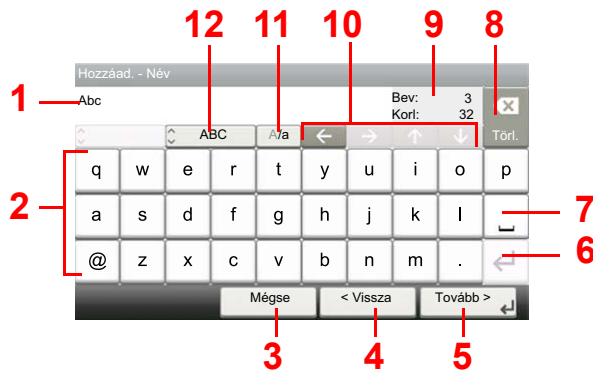 12 11 10 9 8
Hozzáad. - Név
1 Abc Bev: 3
Korl: 32
ABC A/a ← → ↑ ↓ Törl.
2 q w e r t y u i o p
a s d f g h j k l ⎵ 7
@ z x c v b n m . ↵ 6
Mégse < Vissza Tovább > ↵
3 4 5